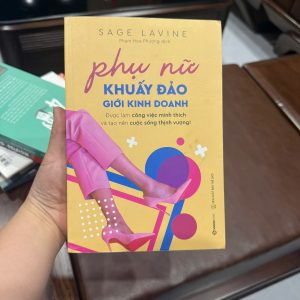 SAGE LAVINE
Phạm Hoa Phượng dịch
phụ nữ
KHUẤY ĐẢO
GIỚI KINH DOANH
Được làm công việc mình thích
và tạo nên cuộc sống thịnh vượng!